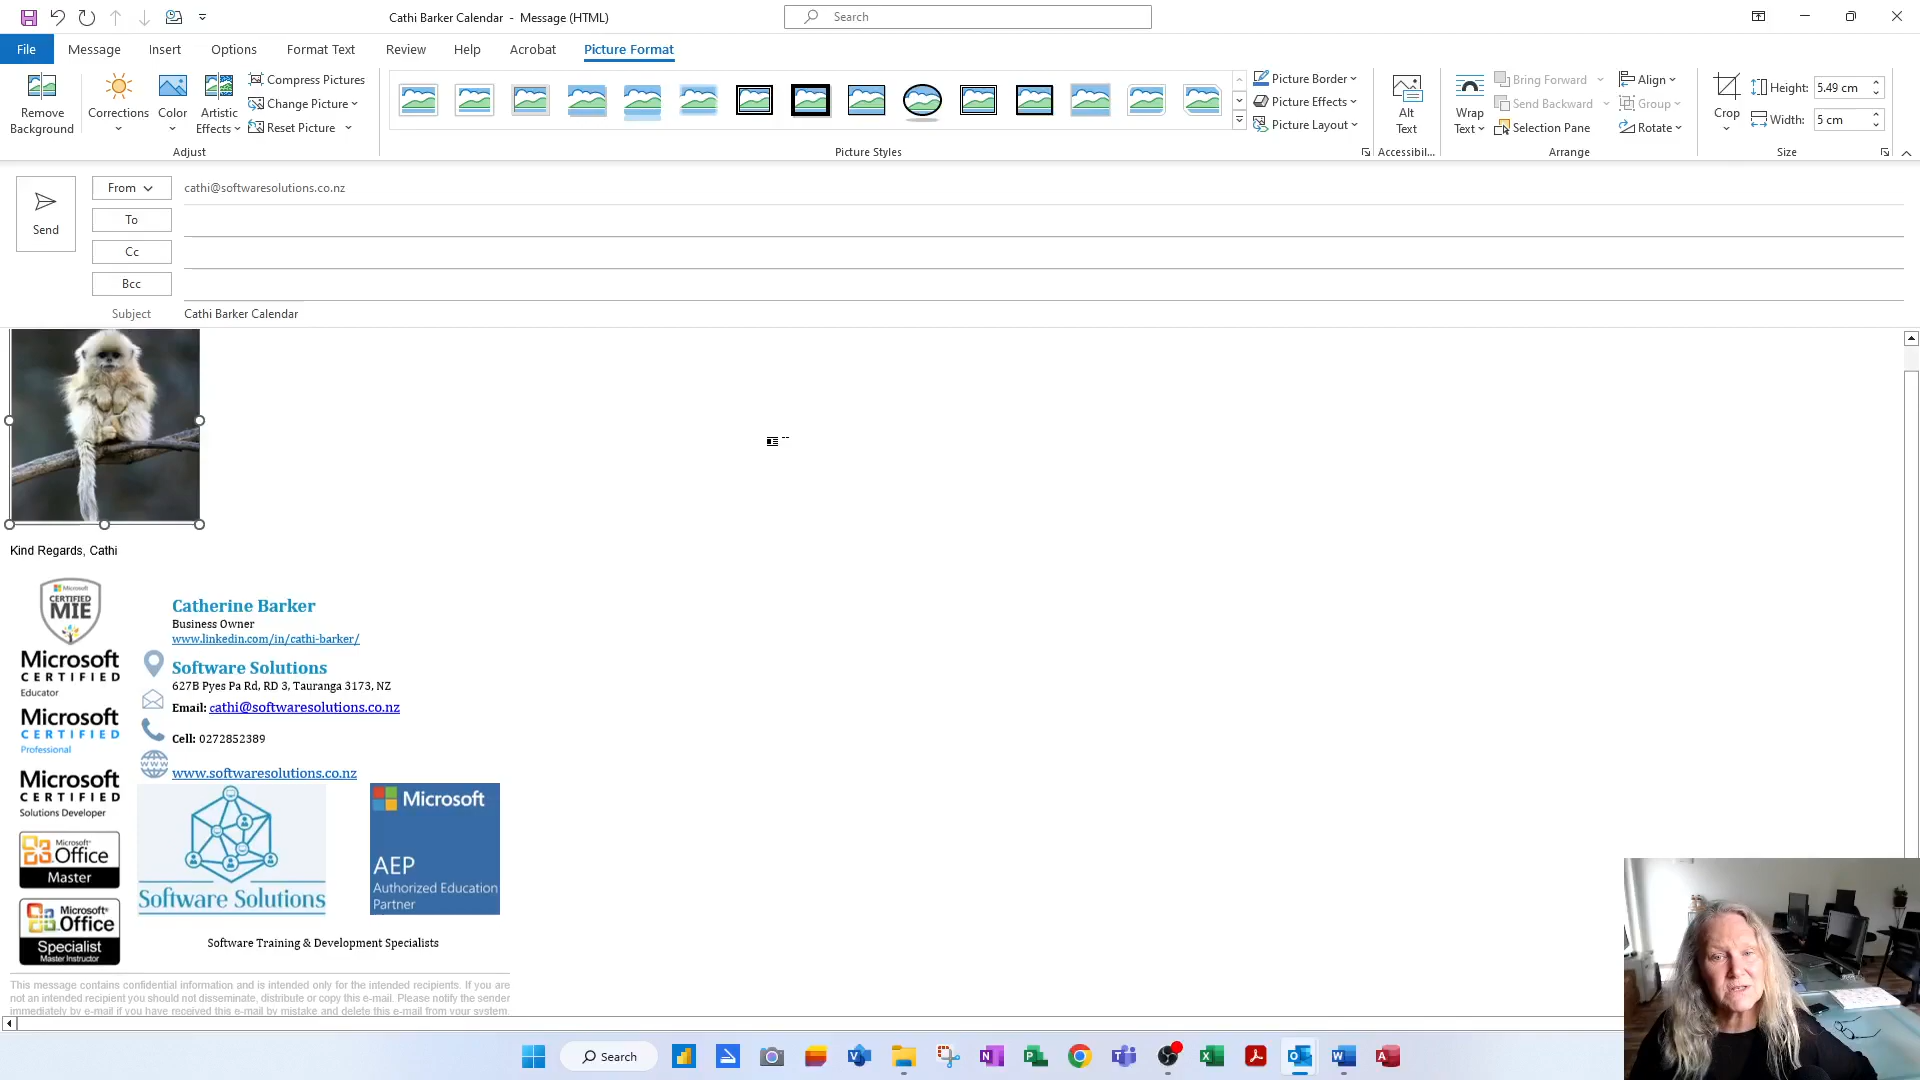 Cathi Barker Calendar - Message (HTML)
Search
File Message Insert Options Format Text Review Help Acrobat Picture Format
Remove Background
Corrections
Color
Artistic Effects
Compress Pictures
Change Picture
Reset Picture
Adjust
Picture Styles
Picture Border
Picture Effects
Picture Layout
Alt Text
Accessibil...
Wrap Text
Bring Forward
Send Backward
Selection Pane
Align
Group
Rotate
Arrange
Crop
Height: 5.49 cm
Width: 5 cm
Size
Send
From cathi@softwaresolutions.co.nz
To
Cc
Bcc
Subject Cathi Barker Calendar
Kind Regards, Cathi
Microsoft
CERTIFIED
MIE
Microsoft
CERTIFIED
Educator
Microsoft
CERTIFIED
Professional
Microsoft
CERTIFIED
Solutions Developer
Microsoft®
Office
Master
Microsoft®
Office
Specialist
Master Instructor
Catherine Barker
Business Owner
www.linkedin.com/in/cathi-barker/
Software Solutions
627B Pyes Pa Rd, RD 3, Tauranga 3173, NZ
Email: cathi@softwaresolutions.co.nz
Cell: 0272852389
WWW
www.softwaresolutions.co.nz
Software Solutions
Microsoft
AEP
Authorized Education
Partner
Software Training & Development Specialists
This message contains confidential information and is intended only for the intended recipients. If you are
not an intended recipient you should not disseminate, distribute or copy this e-mail. Please notify the sender
immediately by e-mail if you have received this e-mail by mistake and delete this e-mail from your system.
Search